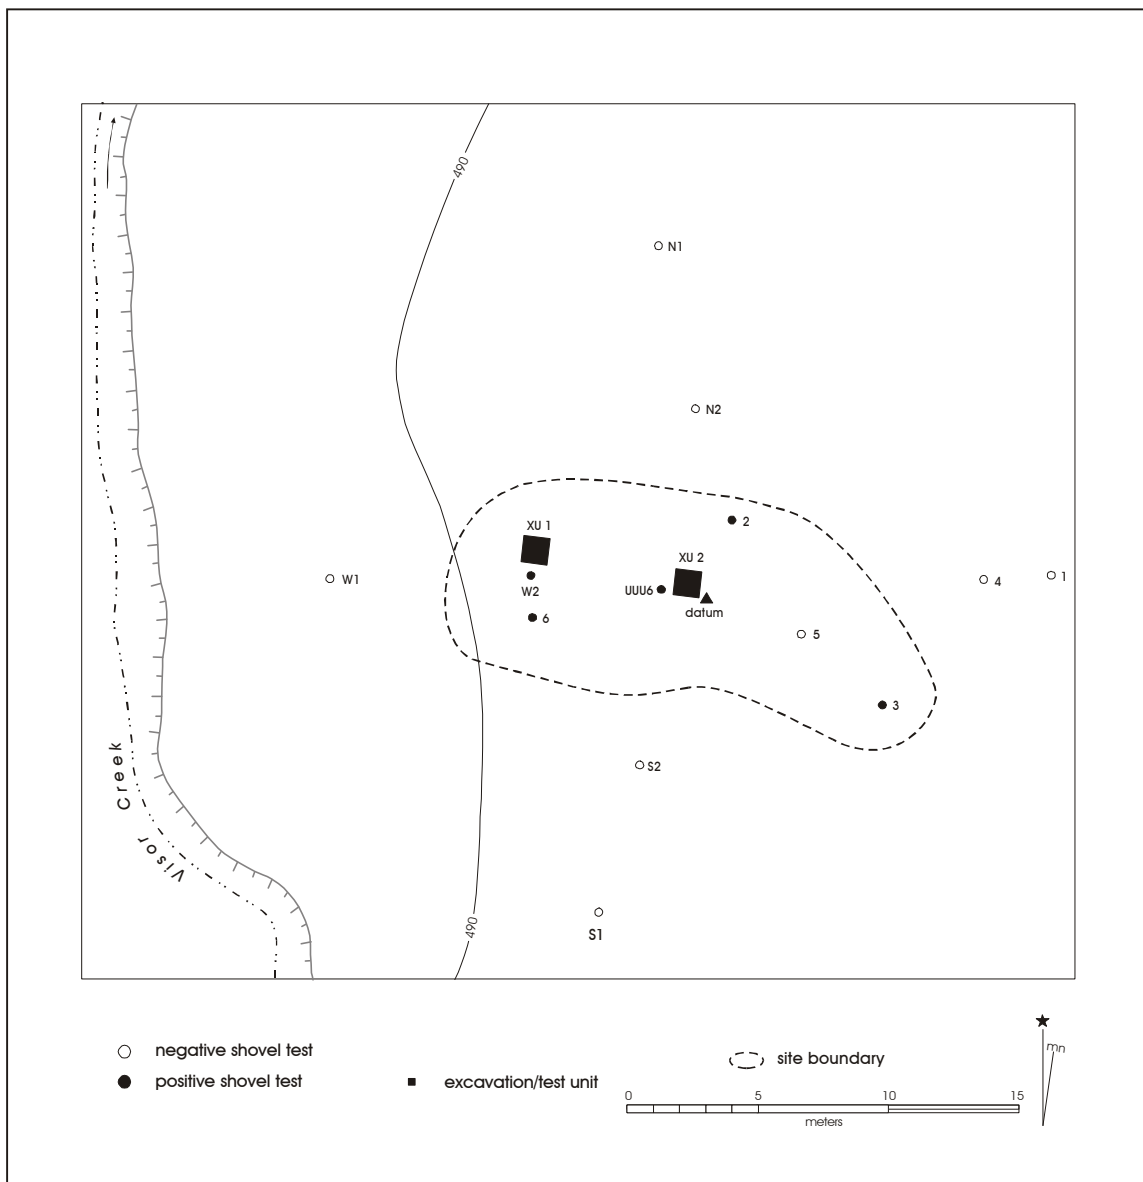 490
N1
N2
XU 1
2
XU 2
W1
W2
UUU6
4
1
datum
6
5
3
Visor Creek
S2
S1
490
negative shovel test
positive shovel test
excavation/test unit
site boundary
mn
0 5 10 15
meters